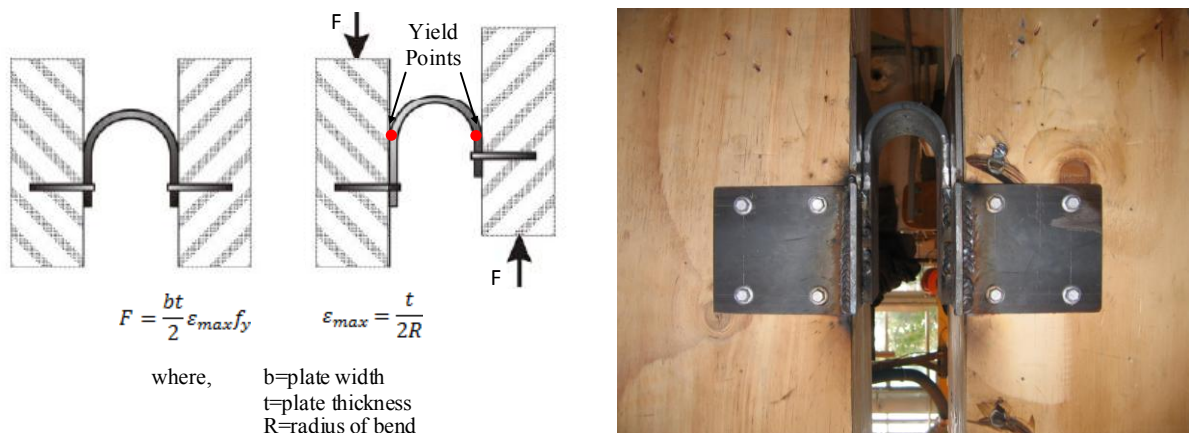 F
Yield
Points
F
F = bt/2 ε_max f_y
ε_max = t/2R
where, b=plate width
t=plate thickness
R=radius of bend